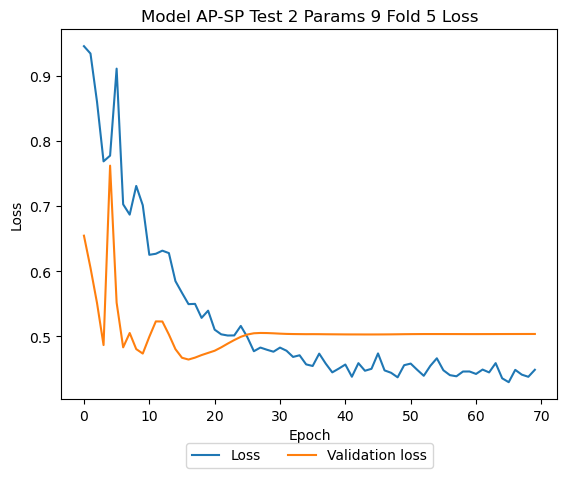 Model AP-SP Test 2 Params 9 Fold 5 Loss
Loss
0.9
0.8
0.7
0.6
0.5
0 10 20 30 40 50 60 70
Epoch
Loss Validation loss